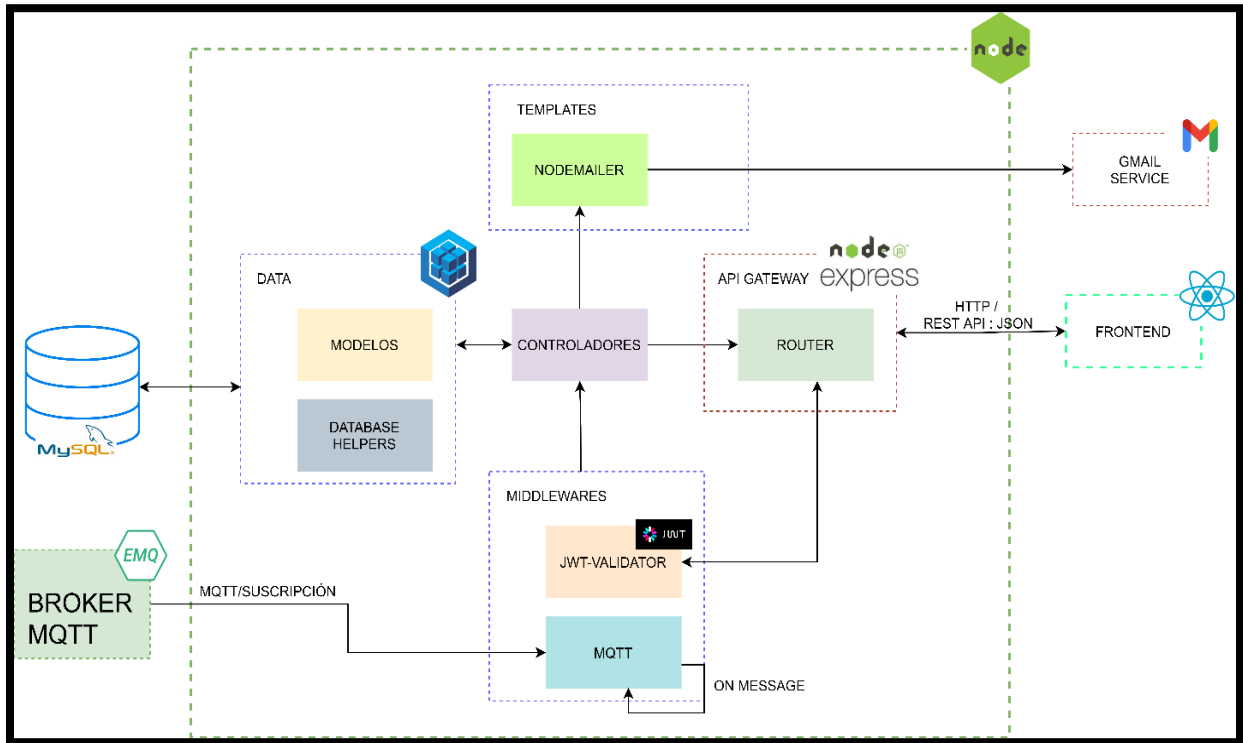 node
TEMPLATES
NODEMAILER
GMAIL
SERVICE
DATA
node JS
express
API GATEWAY
HTTP /
REST API : JSON
MODELOS
CONTROLADORES
ROUTER
FRONTEND
DATABASE
HELPERS
MySQL
MIDDLEWARES
JWT
JWT-VALIDATOR
EMQ
BROKER
MQTT
MQTT/SUSCRIPCIÓN
MQTT
ON MESSAGE